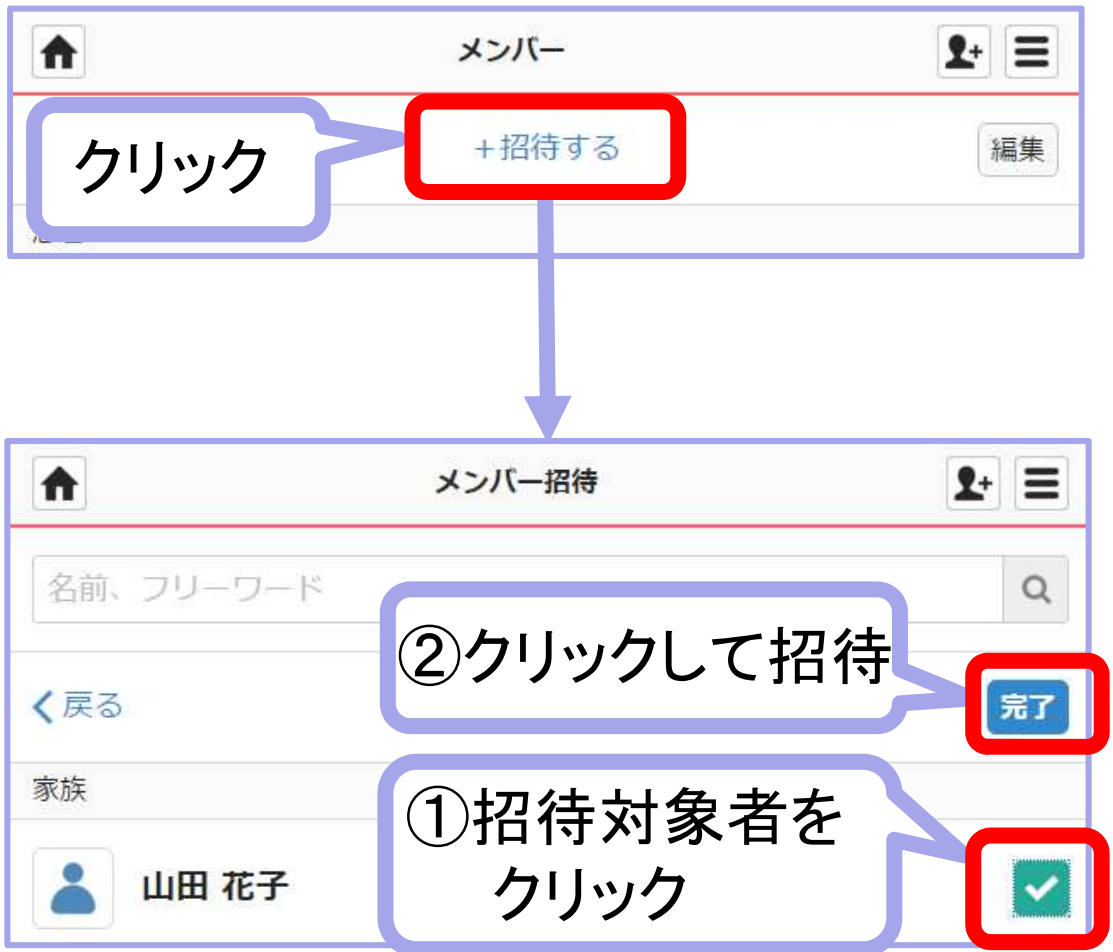 メンバー
クリック
+招待する
編集
メンバー招待
名前、フリーワード
②クリックして招待
戻る
完了
家族
①招待対象者を
クリック
山田 花子